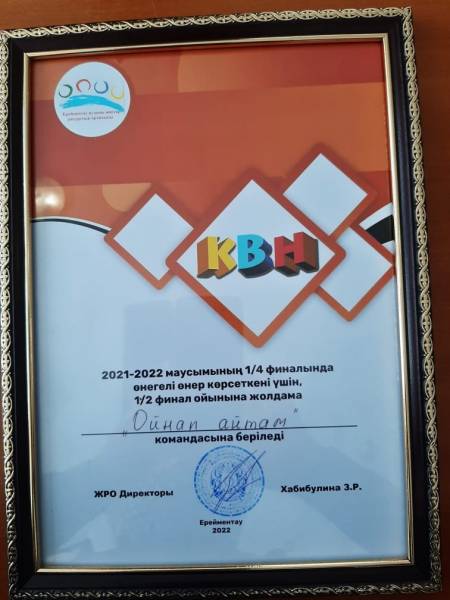 КВН
2021-2022 маусымының 1/4 финалында
өнегелі өнер көрсеткені үшін,
1/2 финал ойынына жолдама
„Ойнап айтам"
командасына беріледі
ЖРО Директоры
Хабибулина З.Р.
Ерейментау
2022